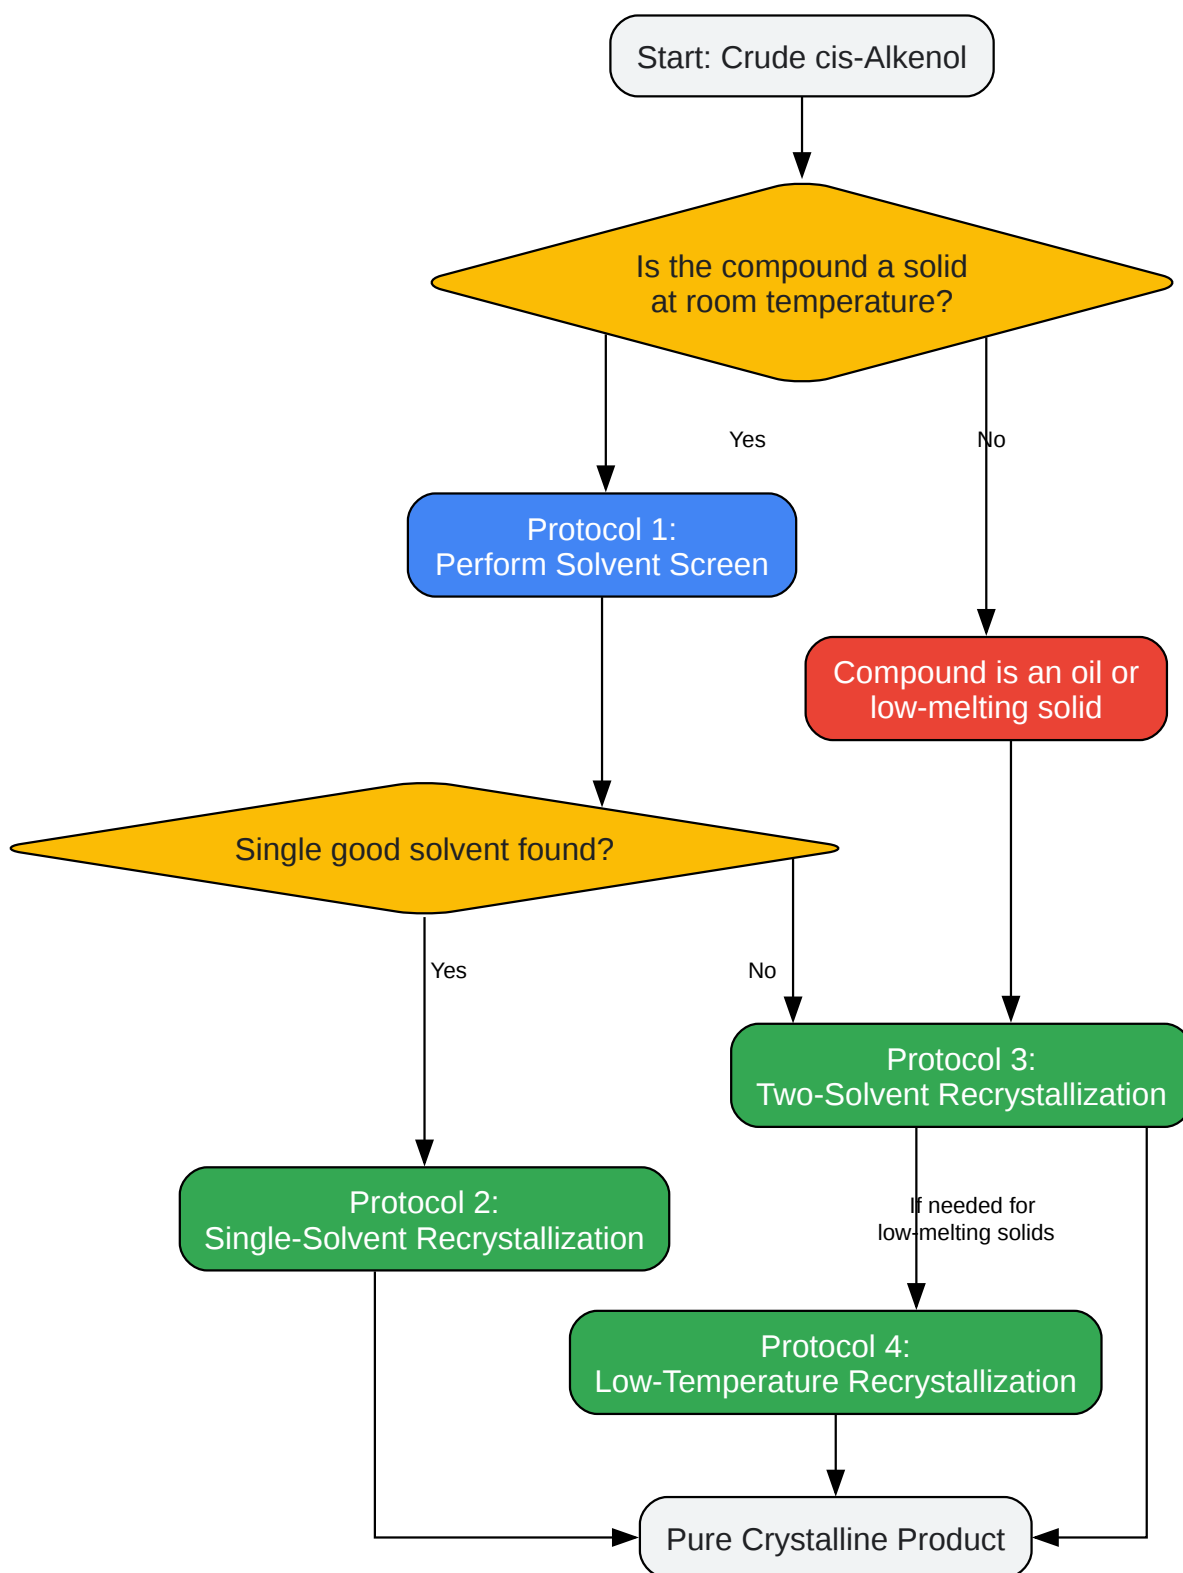 Start: Crude cis-Alkenol
Is the compound a solid
at room temperature?
Yes
No
Protocol 1:
Perform Solvent Screen
Compound is an oil or
low-melting solid
Single good solvent found?
Yes
No
Protocol 3:
Two-Solvent Recrystallization
Protocol 2:
Single-Solvent Recrystallization
If needed for
low-melting solids
Protocol 4:
Low-Temperature Recrystallization
Pure Crystalline Product